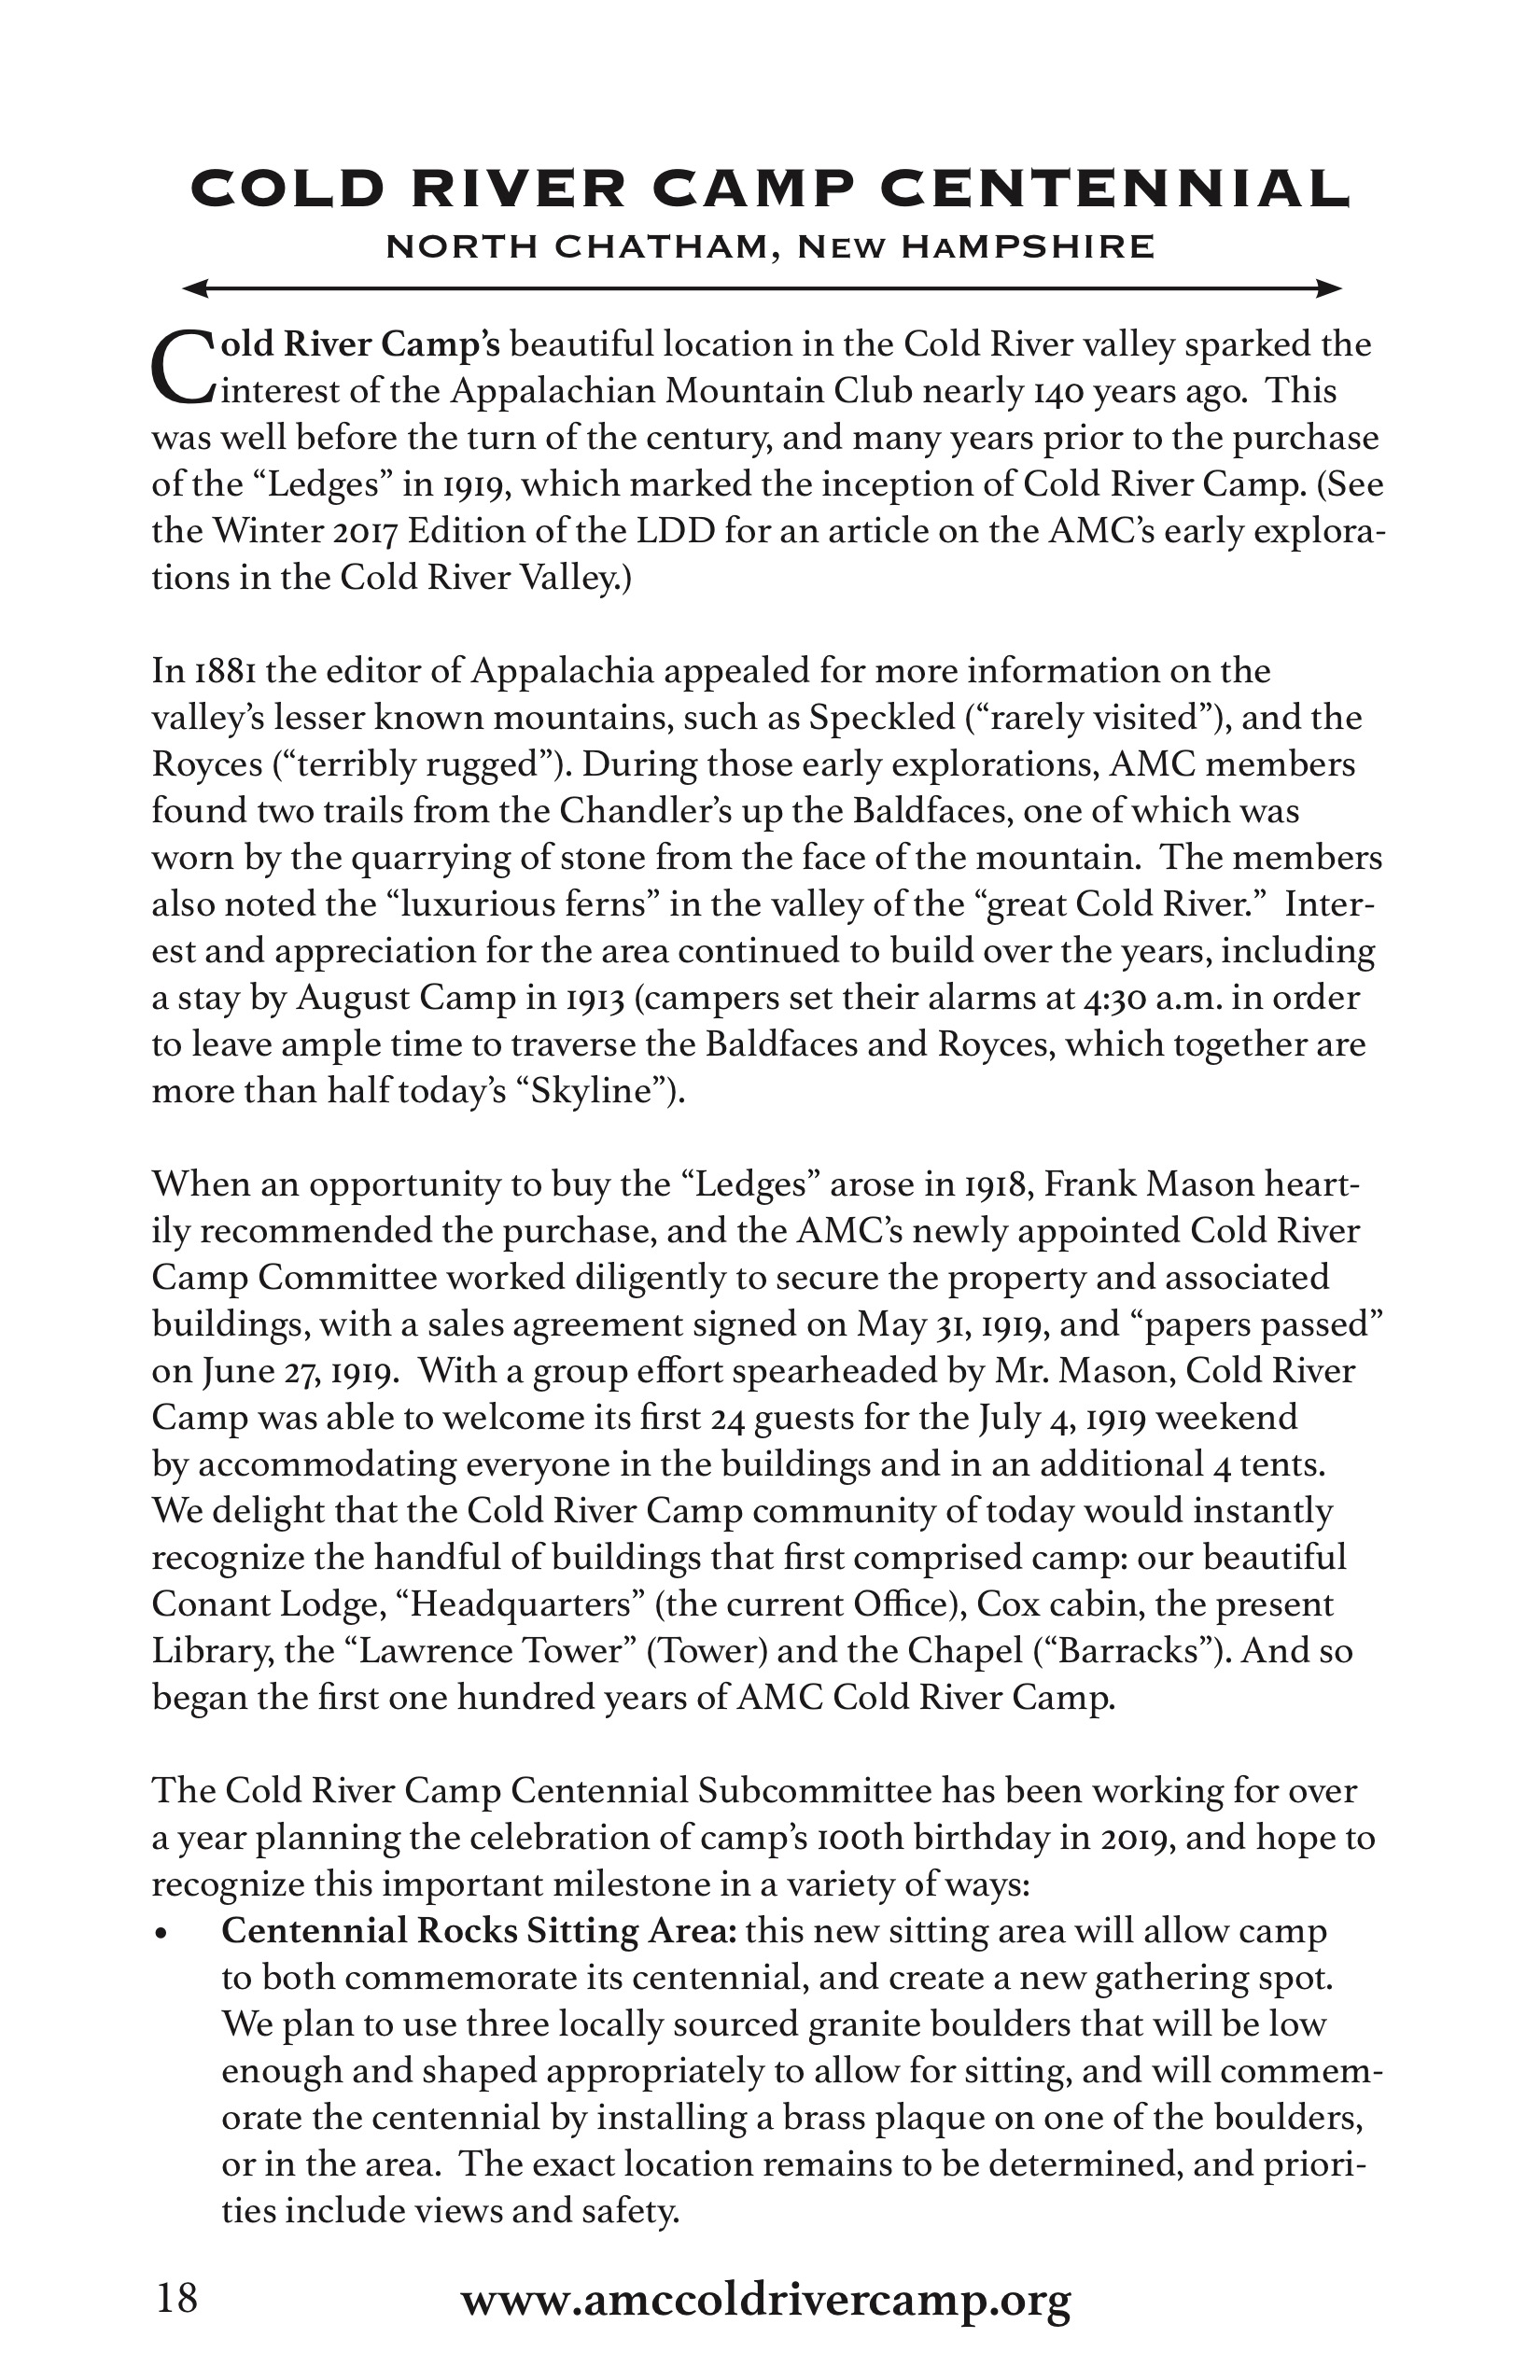 COLD RIVER CAMP CENTENNIAL
NORTH CHATHAM, NEW HAMPSHIRE
Cold River Camp’s beautiful location in the Cold River valley sparked the
interest of the Appalachian Mountain Club nearly 140 years ago.  This
was well before the turn of the century, and many years prior to the purchase
of the “Ledges” in 1919, which marked the inception of Cold River Camp. (See
the Winter 2017 Edition of the LDD for an article on the AMC’s early explora-
tions in the Cold River Valley.)
In 1881 the editor of Appalachia appealed for more information on the
valley’s lesser known mountains, such as Speckled (“rarely visited”), and the
Royces (“terribly rugged”). During those early explorations, AMC members
found two trails from the Chandler’s up the Baldfaces, one of which was
worn by the quarrying of stone from the face of the mountain.  The members
also noted the “luxurious ferns” in the valley of the “great Cold River.”  Inter-
est and appreciation for the area continued to build over the years, including
a stay by August Camp in 1913 (campers set their alarms at 4:30 a.m. in order
to leave ample time to traverse the Baldfaces and Royces, which together are
more than half today’s “Skyline”).
When an opportunity to buy the “Ledges” arose in 1918, Frank Mason heart-
ily recommended the purchase, and the AMC’s newly appointed Cold River
Camp Committee worked diligently to secure the property and associated
buildings, with a sales agreement signed on May 31, 1919, and “papers passed”
on June 27, 1919.  With a group effort spearheaded by Mr. Mason, Cold River
Camp was able to welcome its first 24 guests for the July 4, 1919 weekend
by accommodating everyone in the buildings and in an additional 4 tents.
We delight that the Cold River Camp community of today would instantly
recognize the handful of buildings that first comprised camp: our beautiful
Conant Lodge, “Headquarters” (the current Office), Cox cabin, the present
Library, the “Lawrence Tower” (Tower) and the Chapel (“Barracks”). And so
began the first one hundred years of AMC Cold River Camp.
The Cold River Camp Centennial Subcommittee has been working for over
a year planning the celebration of camp’s 100th birthday in 2019, and hope to
recognize this important milestone in a variety of ways:
• Centennial Rocks Sitting Area: this new sitting area will allow camp
to both commemorate its centennial, and create a new gathering spot.
We plan to use three locally sourced granite boulders that will be low
enough and shaped appropriately to allow for sitting, and will commem-
orate the centennial by installing a brass plaque on one of the boulders,
or in the area.  The exact location remains to be determined, and priori-
ties include views and safety.
18 www.amccoldrivercamp.org